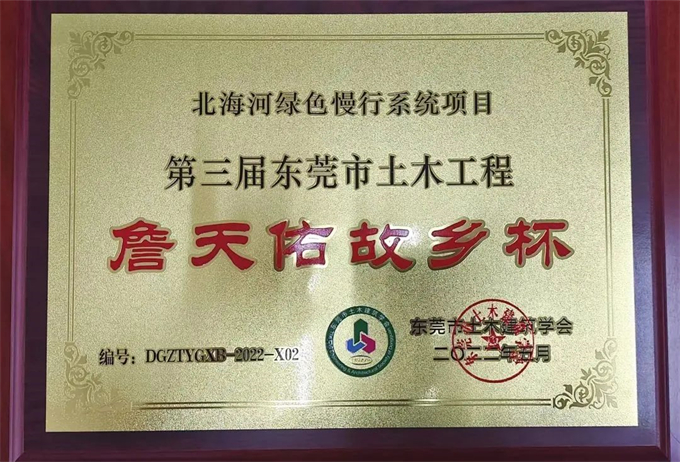 北海河绿色慢行系统项目
第三届东莞市土木工程
詹天佑故乡杯
编号：DGZTYGXB-2022-X02
东莞市土木建筑学会
二〇二二年五月